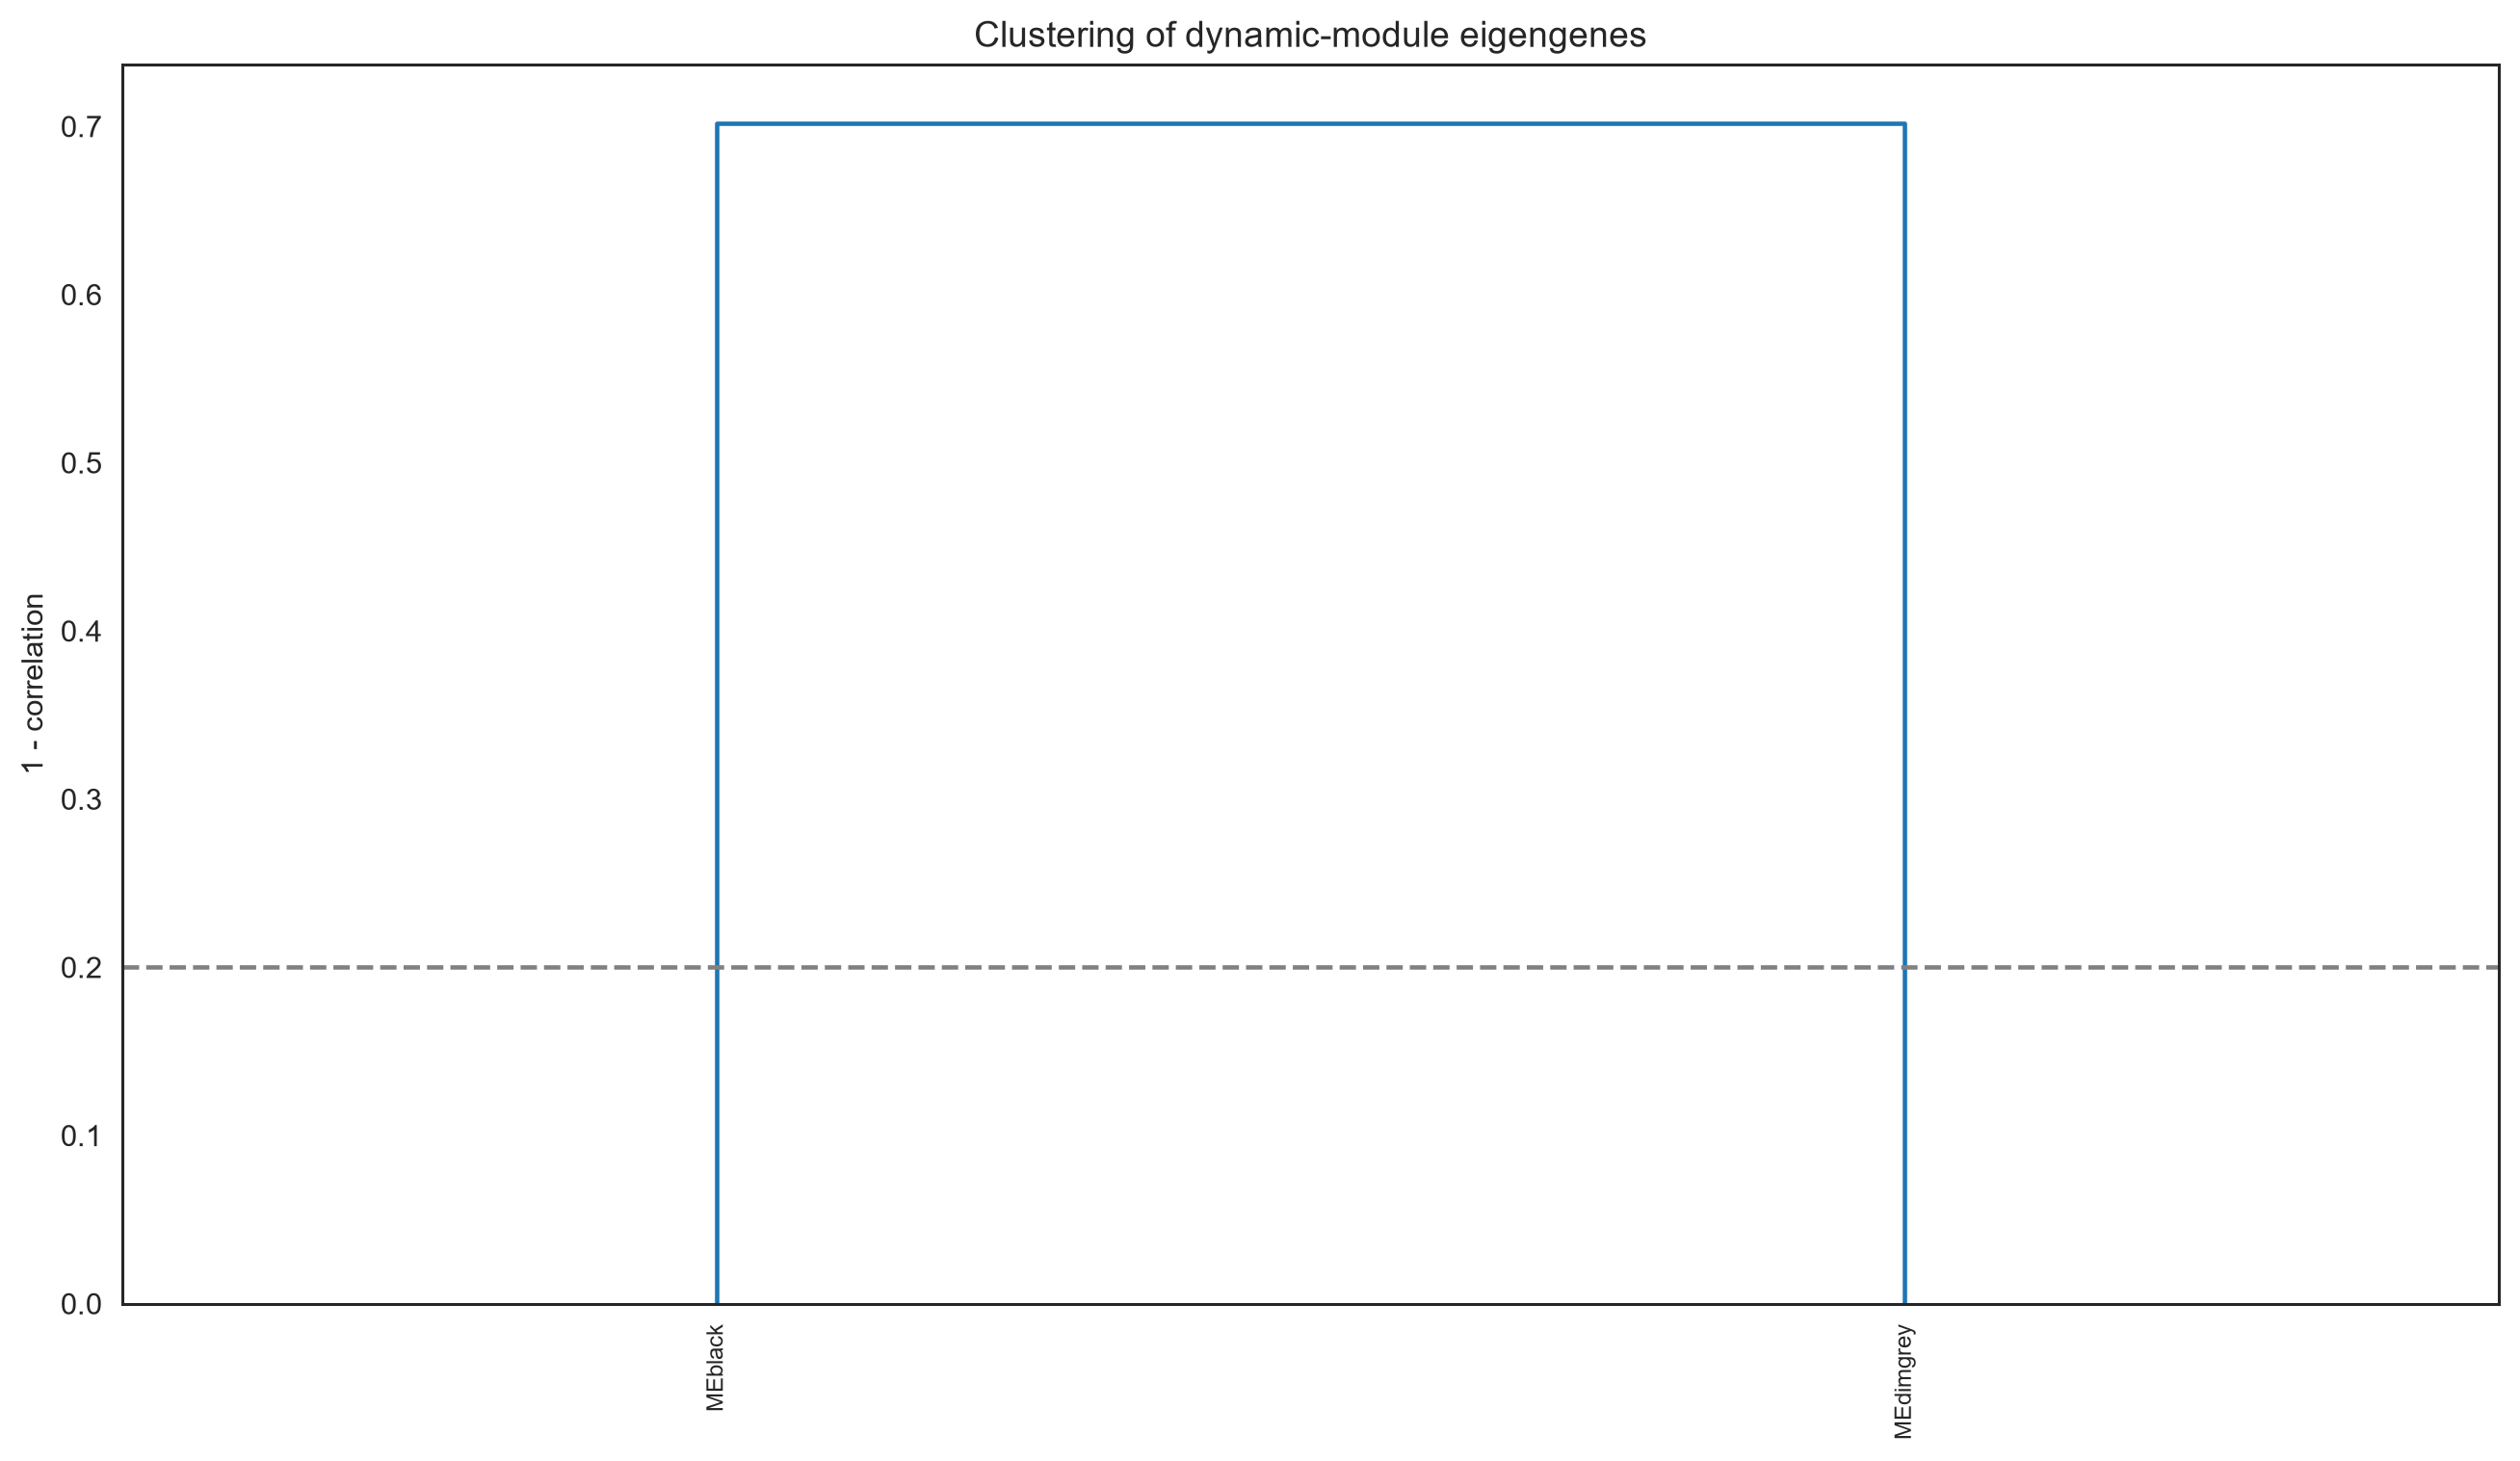 Clustering of dynamic-module eigengenes
0.7
0.6
0.5
0.4
0.3
0.2
0.1
0.0
1 - correlation
MEblack
MEdimgrey